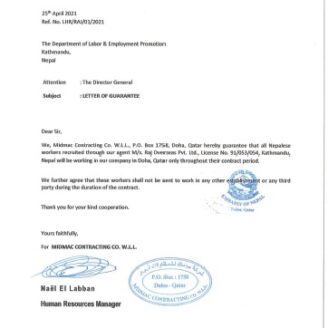 25th April 2021
Ref. No. LHR/RAJ/01/2021
The Department of Labor & Employment Promotion:
Kathmandu,
Nepal
Attention : The Director General
Subject : LETTER OF GUARANTEE
Dear Sir,
We, Midmac Contracting Co. W.L.L., P.O. Box 1758, Doha, Qatar hereby guarantee that all Nepalese
workers recruited through our agent M/s. Raj Overseas Pvt. Ltd., License No. 91/053/054, Kathmandu,
Nepal will be working in our company in Doha, Qatar only throughout their contract period.
We further agree that these workers shall not be sent to work in any other establishment or any third
party during the duration of the contract.
EMBASSY OF NEPAL
Doha, Qatar
Thank you for your kind cooperation.
Yours faithfully,
For MIDMAC CONTRACTING CO. W.L.L.
P.O. Box : 1758
Doha - Qatar
MIDMAC CONTRACTING CO. W.L.L.
Naël El Labban
Human Resources Manager